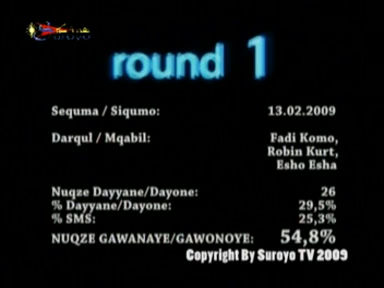 round 1
Sequma / Siqumo: 13.02.2009
Darqul / Mqabil: Fadi Komo,
Robin Kurt,
Esho Esha
Nuqze Dayyane/Dayone: 26
% Dayyane/Dayone: 29,5%
% SMS: 25,3%
NUQZE GAWANAYE/GAWONOYE: 54,8%
Copyright By Suroyo TV 2009